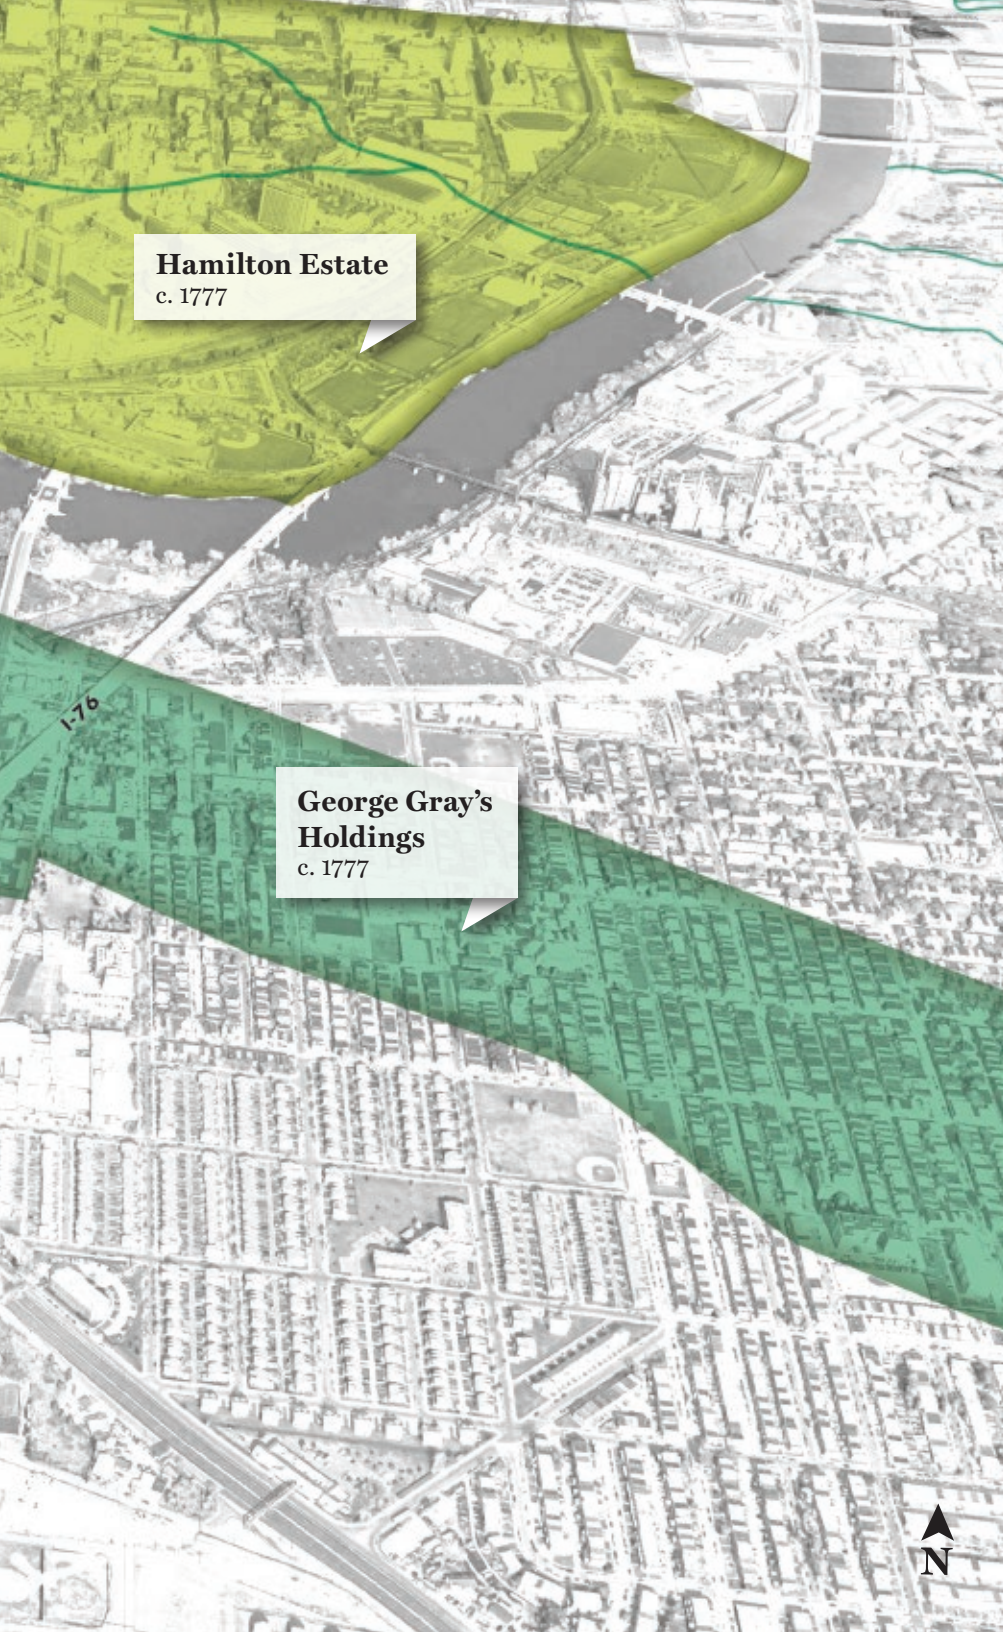 Hamilton Estate
c. 1777
I-76
George Gray’s
Holdings
c. 1777
N